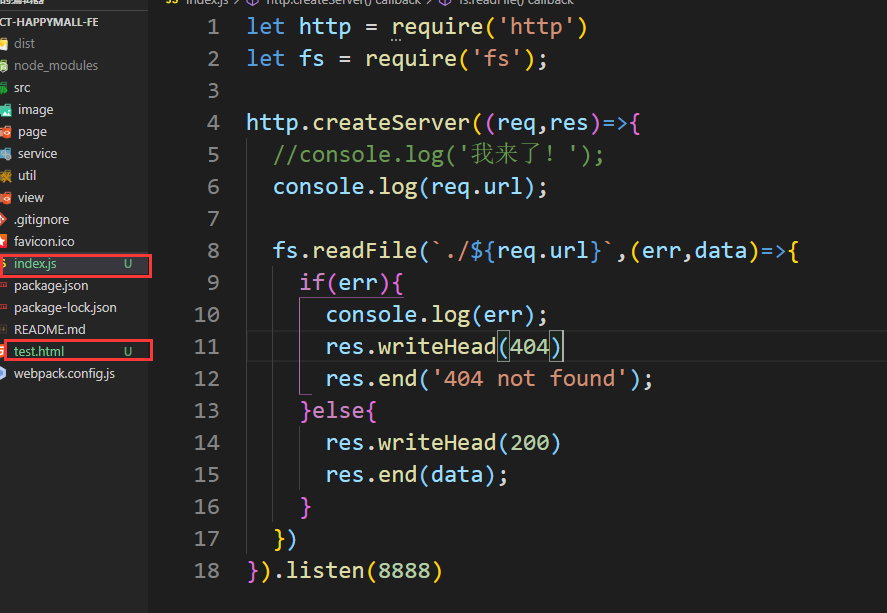 index.js > http.createServer() callback > fs.readFile() callback
CT-HAPPYMALL-FE
dist
node_modules
src
image
page
service
util
view
.gitignore
favicon.ico
index.js U
package.json
package-lock.json
README.md
test.html U
webpack.config.js
1 let http = require('http')
2 let fs = require('fs');
3
4 http.createServer((req,res)=>{
5 //console.log('我来了! ');
6 console.log(req.url);
7
8 fs.readFile(`./${req.url}`,(err,data)=>{
9 if(err){
10 console.log(err);
11 res.writeHead(404)
12 res.end('404 not found');
13 }else{
14 res.writeHead(200)
15 res.end(data);
16 }
17 })
18 }).listen(8888)